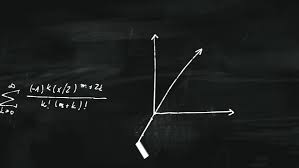 ∞
∑ (-1)k(x/2)m+2k
k=0 k!(m+k)!